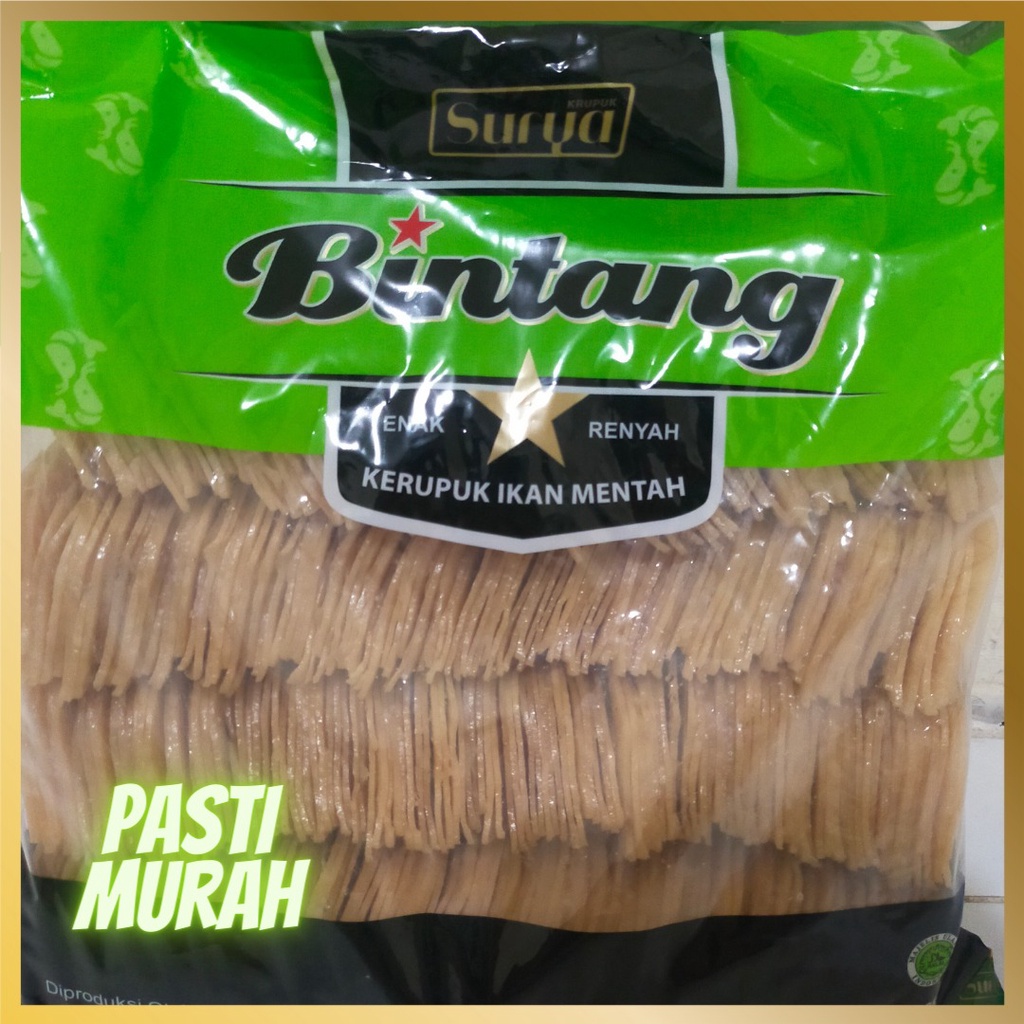 KRUPUK
Surya
Bintang
ENAK RENYAH
KERUPUK IKAN MENTAH
PASTI
MURAH
Diproduksi